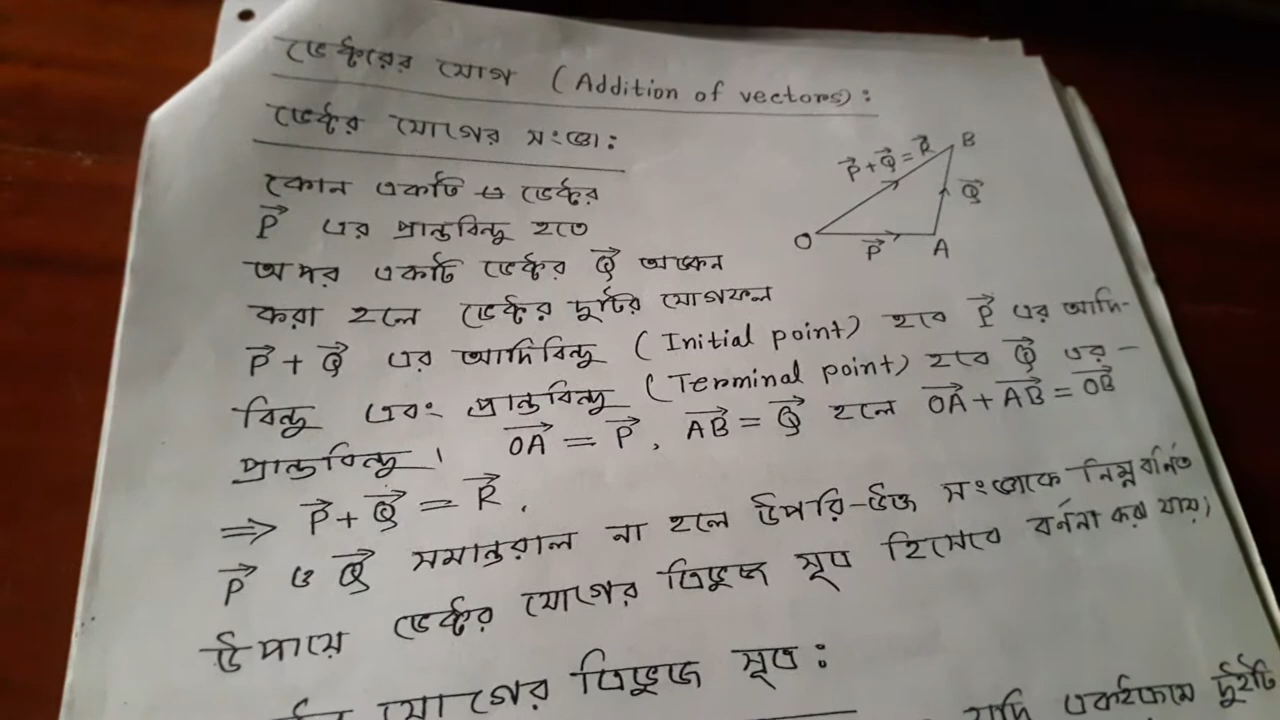 ভেক্টরের যোগ (Addition of vectors):
ভেক্টর যোগের সংজ্ঞা:
কোন একটি ভেক্টর
P⃗ এর প্রান্তবিন্দু হতে
অপর একটি ভেক্টর Q⃗ অঙ্কন
করা হলে ভেক্টর দুটির যোগফল
P⃗ + Q⃗ এর আদিবিন্দু (Initial point) হবে P⃗ এর আদি-
বিন্দু এবং প্রান্তবিন্দু (Terminal point) হবে Q⃗ এর -
প্রান্তবিন্দু। OA⃗ = P⃗, AB⃗ = Q⃗ হলে OA⃗ + AB⃗ = OB⃗
⇒ P⃗ + Q⃗ = R⃗.
P⃗ ও Q⃗ সমান্তরাল না হলে উপরি-উক্ত সংজ্ঞাকে নিম্নবর্নিত
উপায়ে ভেক্টর যোগের ত্রিভুজ সূত্র হিসেবে বর্ননা করা যায়।
যোগের ত্রিভুজ সূত্র:
যদি একইক্রমে দুইটি
P⃗ + Q⃗ = R⃗
B
Q⃗
O
P⃗
A